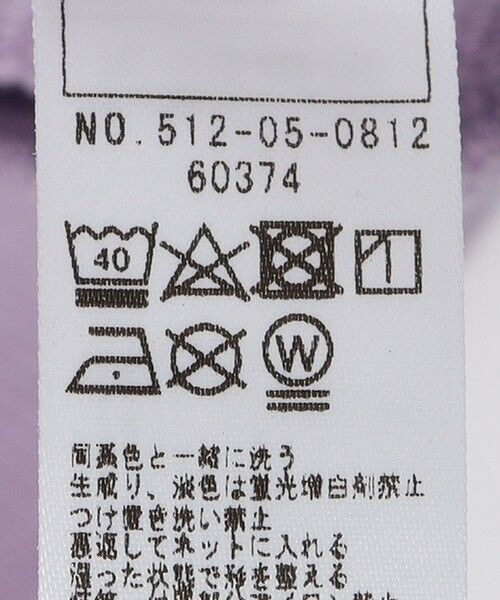 NO.512-05-0812
60374
40
W
同系色と一緒に洗う
生成り、淡色は蛍光増白剤禁止
つけ置き洗い禁止
裏返してネットに入れる
湿った状態で形を整える